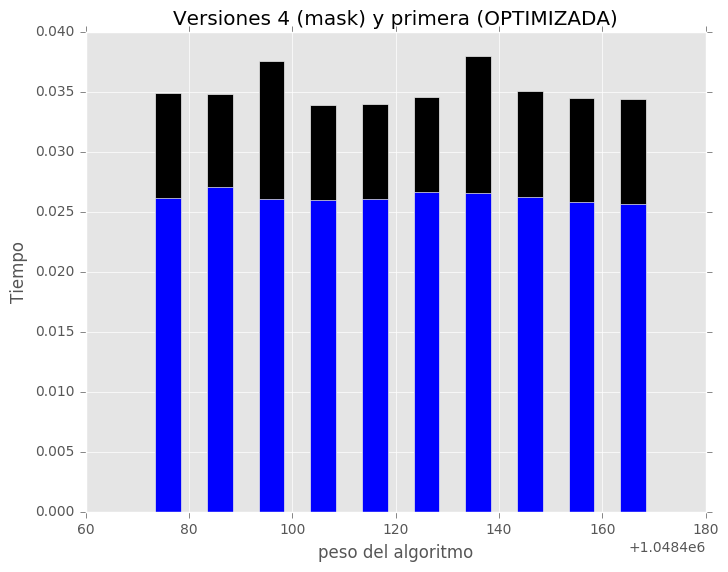 Versiones 4 (mask) y primera (OPTIMIZADA)
0.040
0.035
0.030
0.025
0.020
0.015
0.010
0.005
0.000
Tiempo
60 80 100 120 140 160 180
+1.0484e6
peso del algoritmo